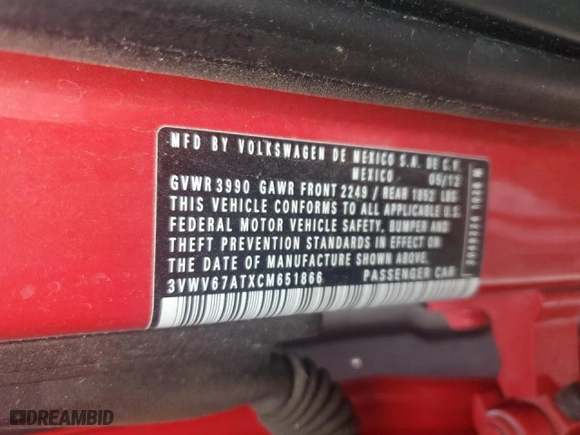 MFD BY VOLKSWAGEN DE MEXICO S.A. DE C.V.
MEXICO 05/12
GVWR 3990 GAWR FRONT 2249 / REAR 1852 LBS
THIS VEHICLE CONFORMS TO ALL APPLICABLE U.S.
FEDERAL MOTOR VEHICLE SAFETY, BUMPER AND
THEFT PREVENTION STANDARDS IN EFFECT ON
THE DATE OF MANUFACTURE SHOWN ABOVE.
3VWV67ATXCM651866 PASSENGER CAR
DREAMBID